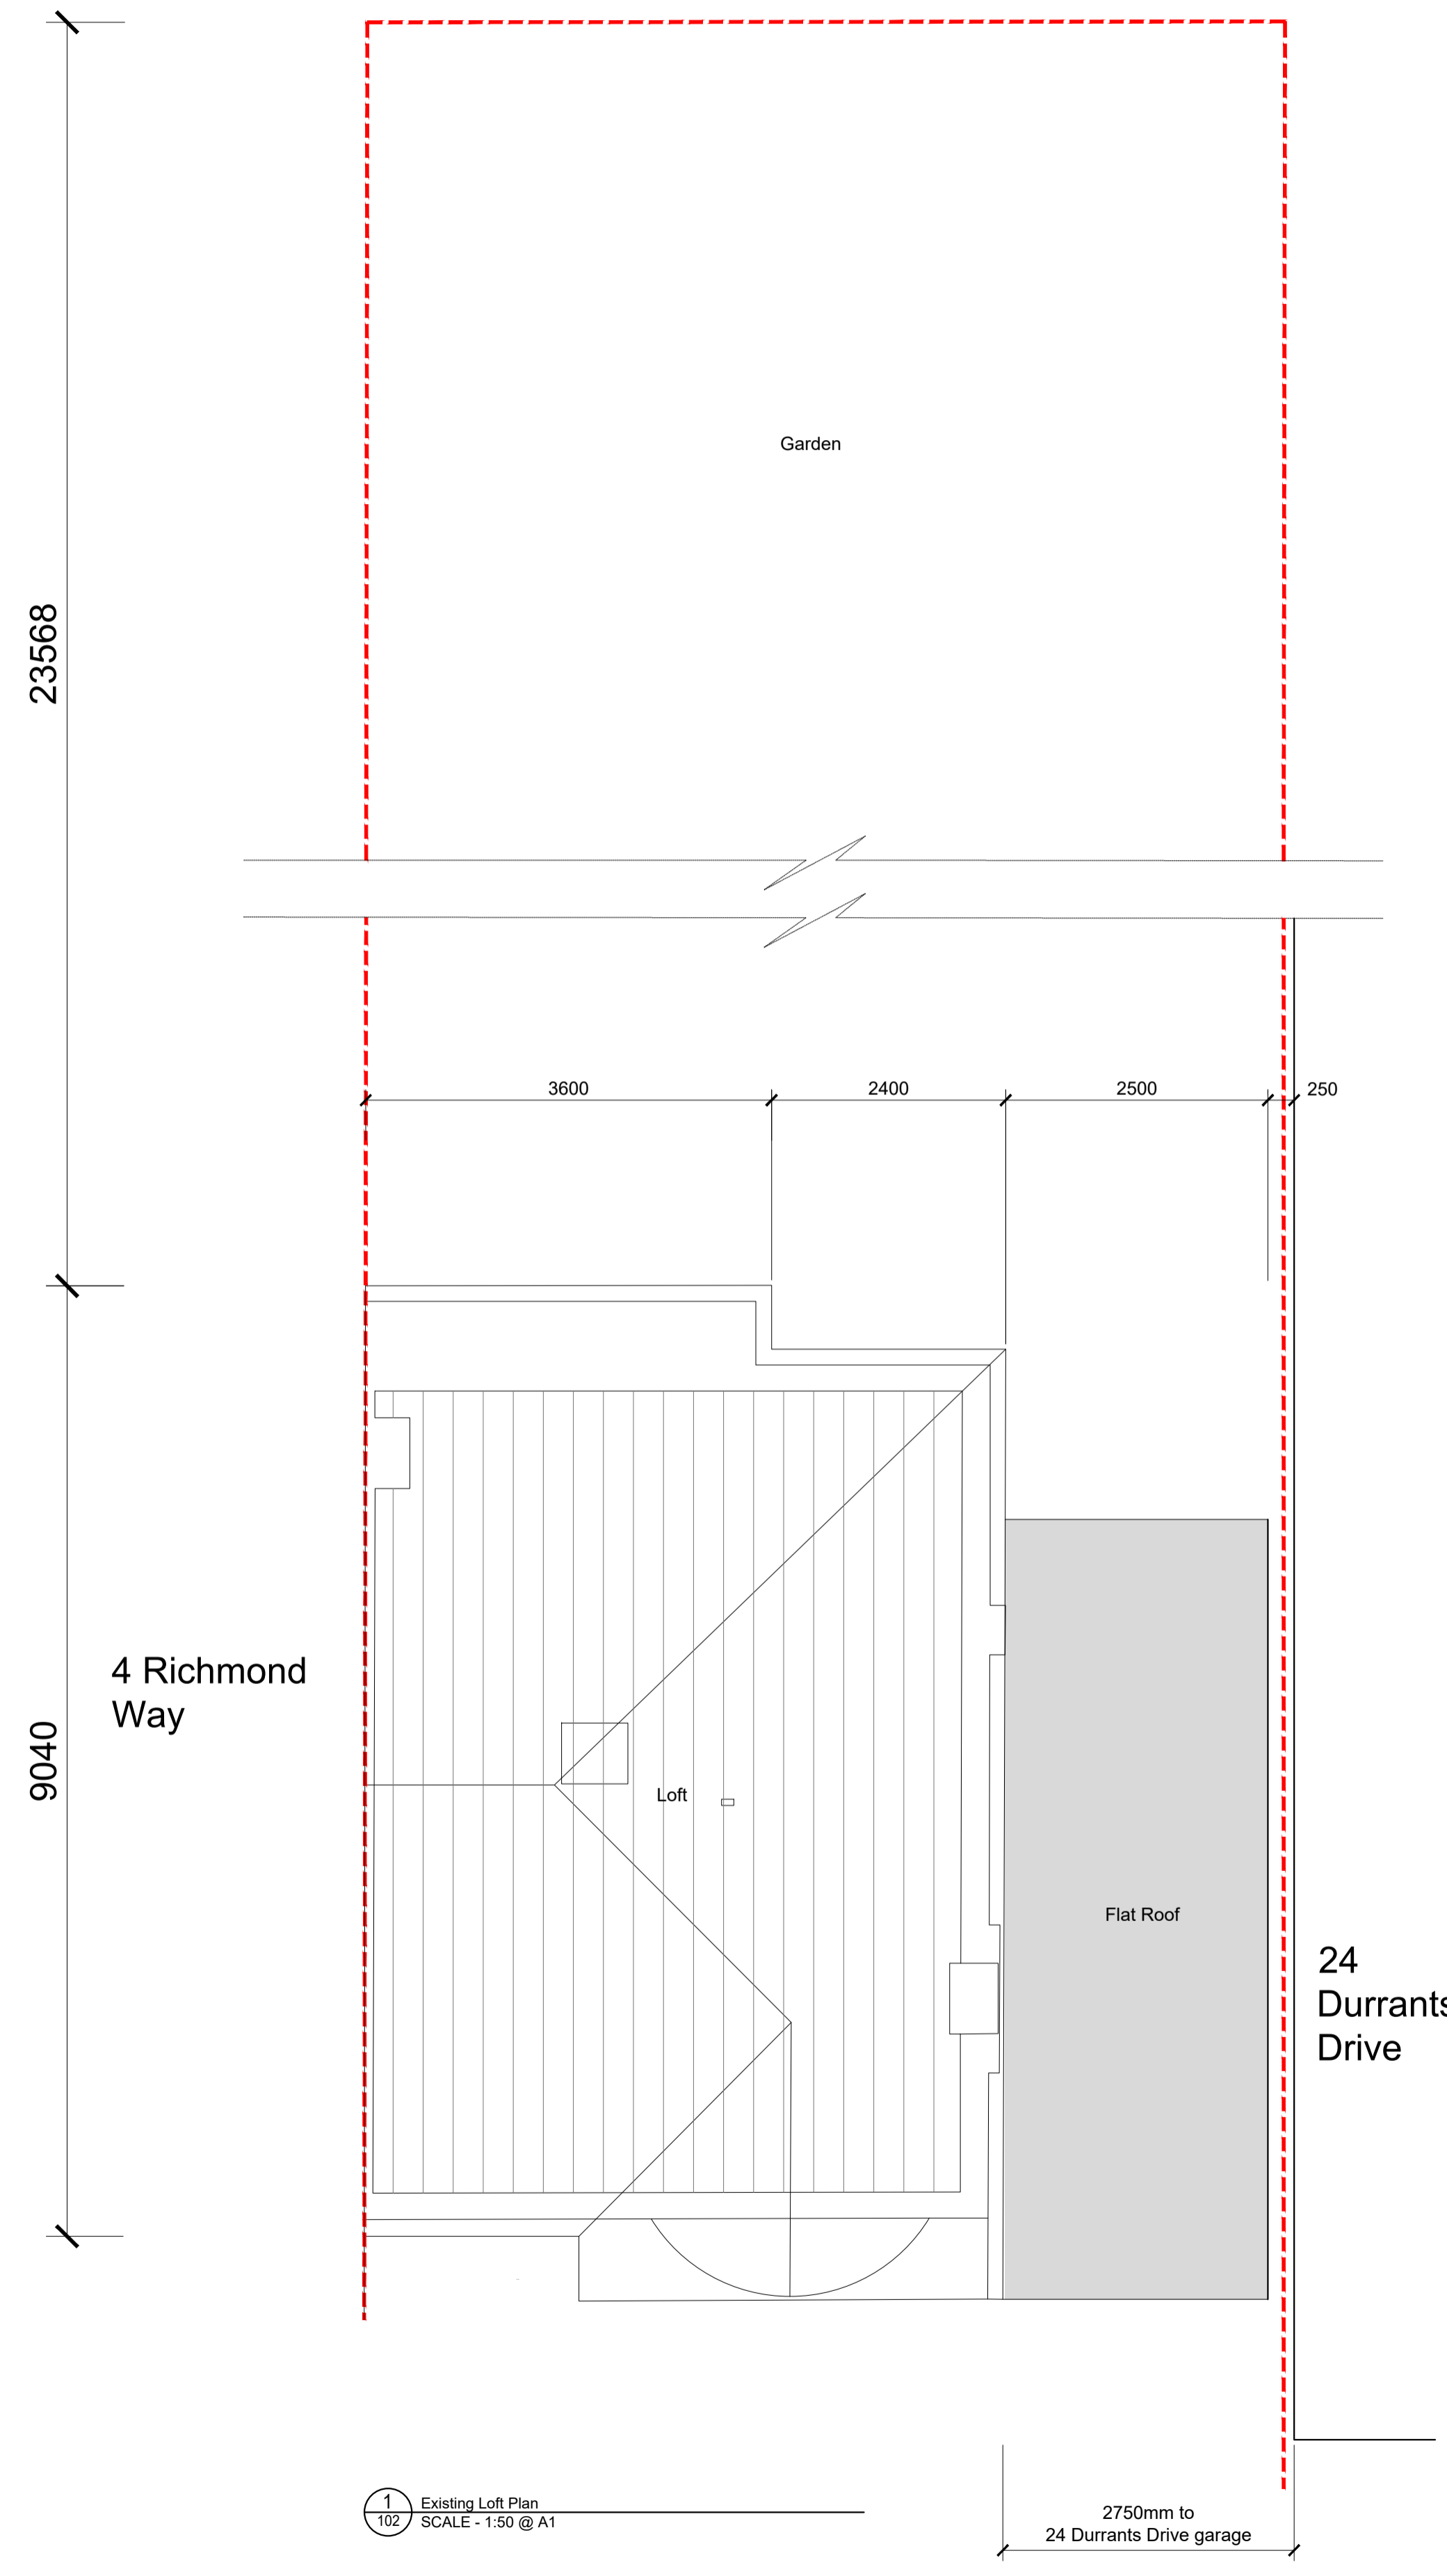 Garden
23568
3600
2400
2500
250
4 Richmond
Way
9040
Loft
Flat Roof
24
Durrants
Drive
1
102
Existing Loft Plan
SCALE - 1:50 @ A1
2750mm to
24 Durrants Drive garage